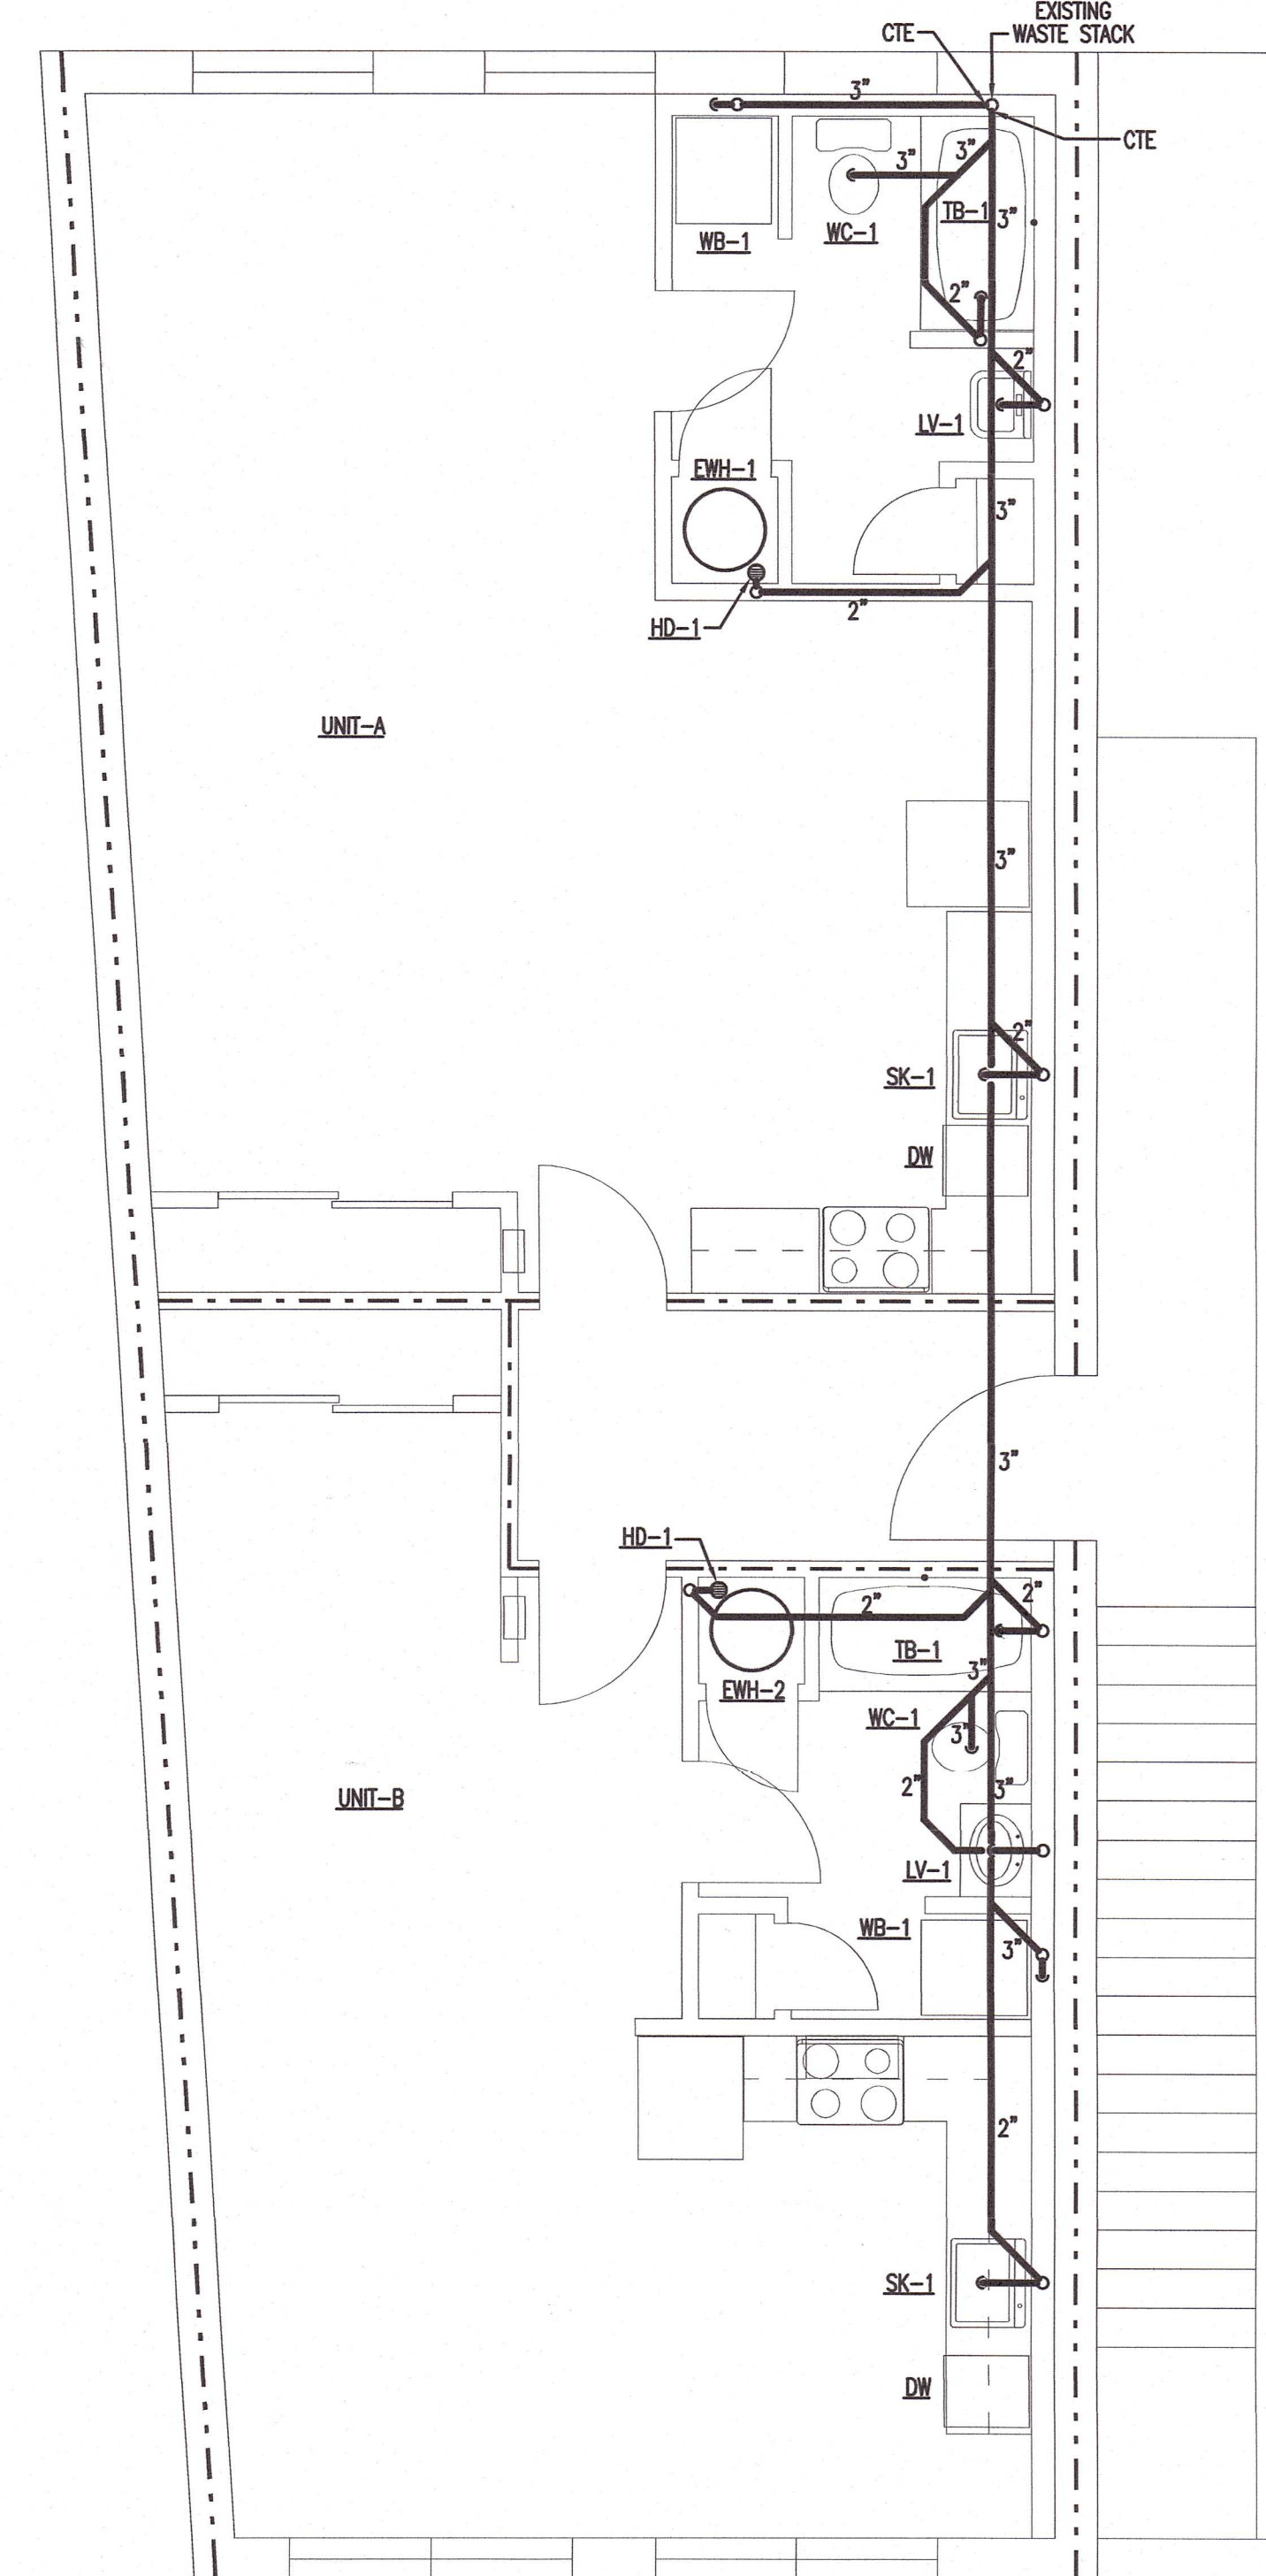 EXISTING
CTE WASTE STACK
3"
CTE
3"
3"
TB-1
3"
WB-1
WC-1
2"
2"
LV-1
EWH-1
3"
2"
HD-1
UNIT-A
3"
2"
SK-1
DW
3"
HD-1
2"
2"
TB-1
3"
EWH-2
WC-1
3"
2"
3"
UNIT-B
LV-1
WB-1
3"
2"
SK-1
DW